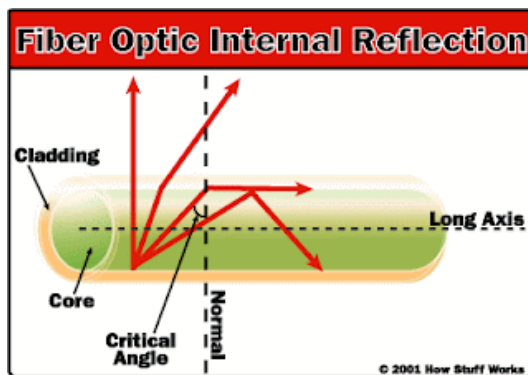 Fiber Optic Internal Reflection
Cladding
Long Axis
Core
Critical
Angle
Normal
© 2001 How Stuff Works